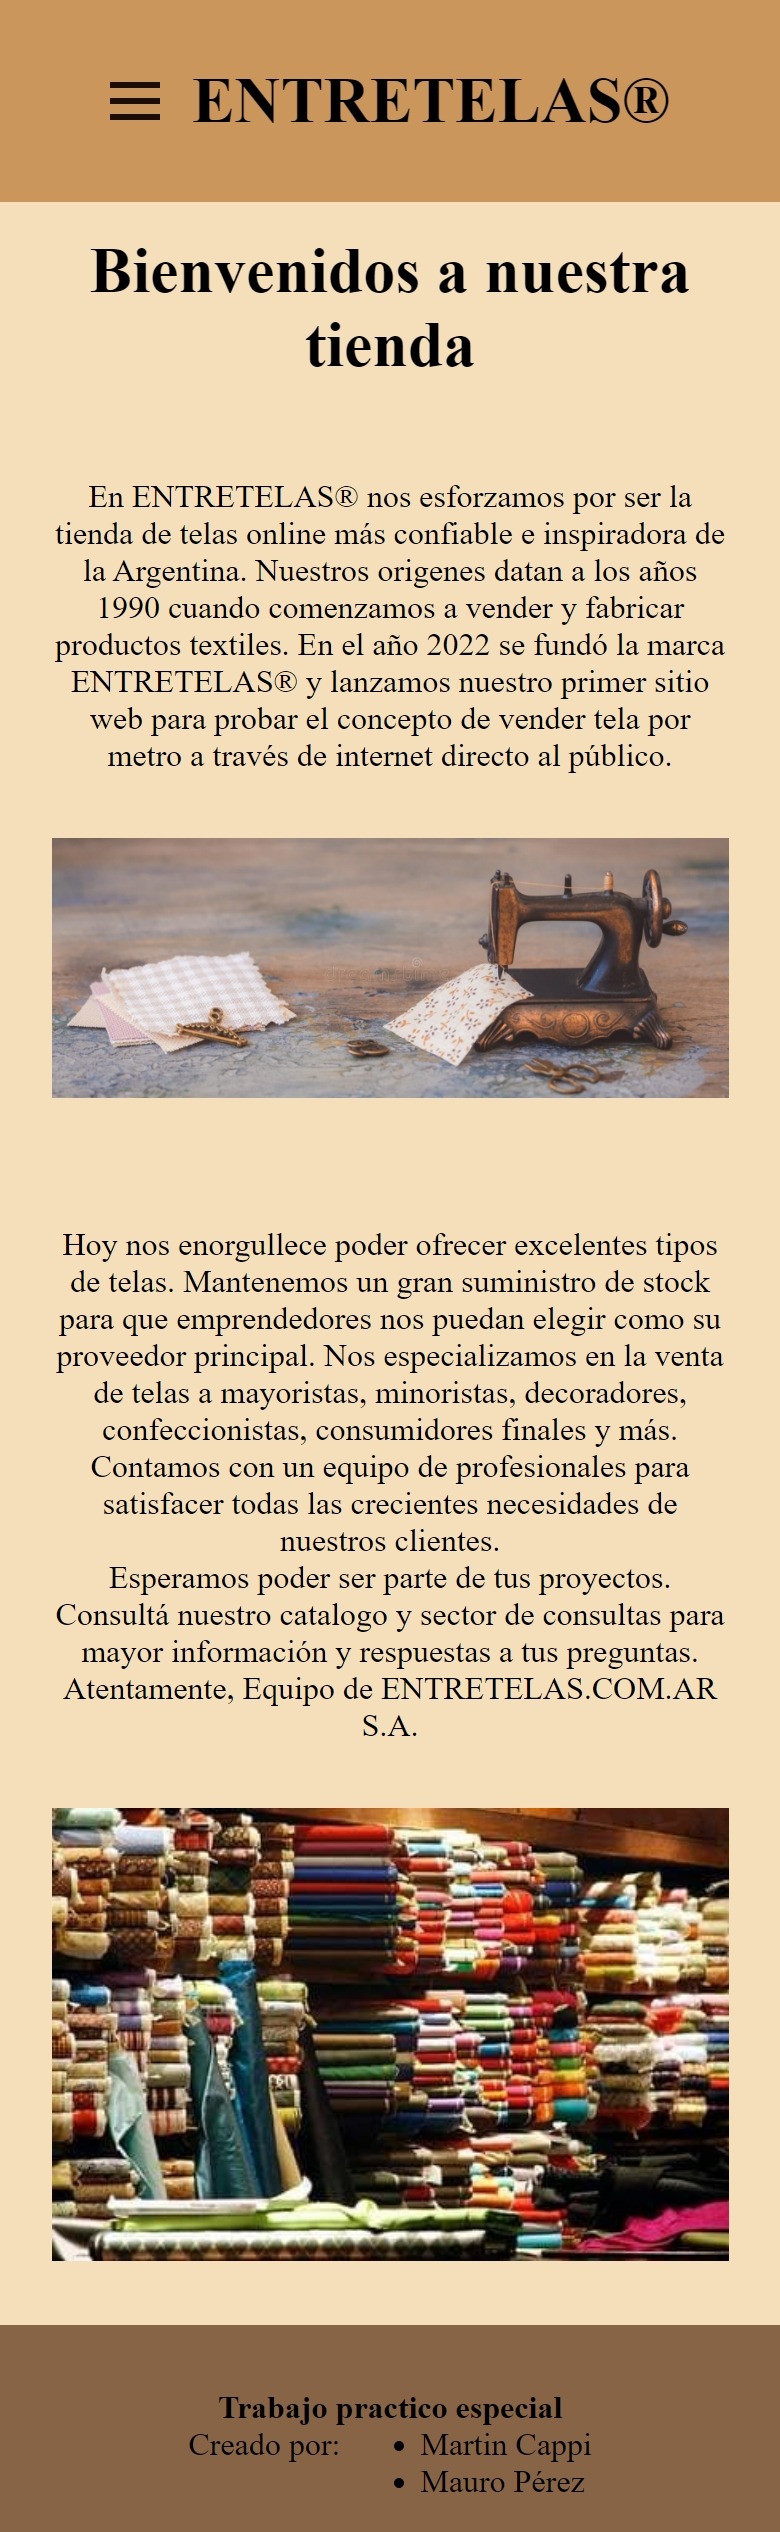 ENTRETELAS®
Bienvenidos a nuestra
tienda
En ENTRETELAS® nos esforzamos por ser la
tienda de telas online más confiable e inspiradora de
la Argentina. Nuestros origenes datan a los años
1990 cuando comenzamos a vender y fabricar
productos textiles. En el año 2022 se fundó la marca
ENTRETELAS® y lanzamos nuestro primer sitio
web para probar el concepto de vender tela por
metro a través de internet directo al público.
Hoy nos enorgullece poder ofrecer excelentes tipos
de telas. Mantenemos un gran suministro de stock
para que emprendedores nos puedan elegir como su
proveedor principal. Nos especializamos en la venta
de telas a mayoristas, minoristas, decoradores,
confeccionistas, consumidores finales y más.
Contamos con un equipo de profesionales para
satisfacer todas las crecientes necesidades de
nuestros clientes.
Esperamos poder ser parte de tus proyectos.
Consultá nuestro catalogo y sector de consultas para
mayor información y respuestas a tus preguntas.
Atentamente, Equipo de ENTRETELAS.COM.AR
S.A.
Trabajo practico especial
Creado por:
• Martin Cappi
• Mauro Pérez